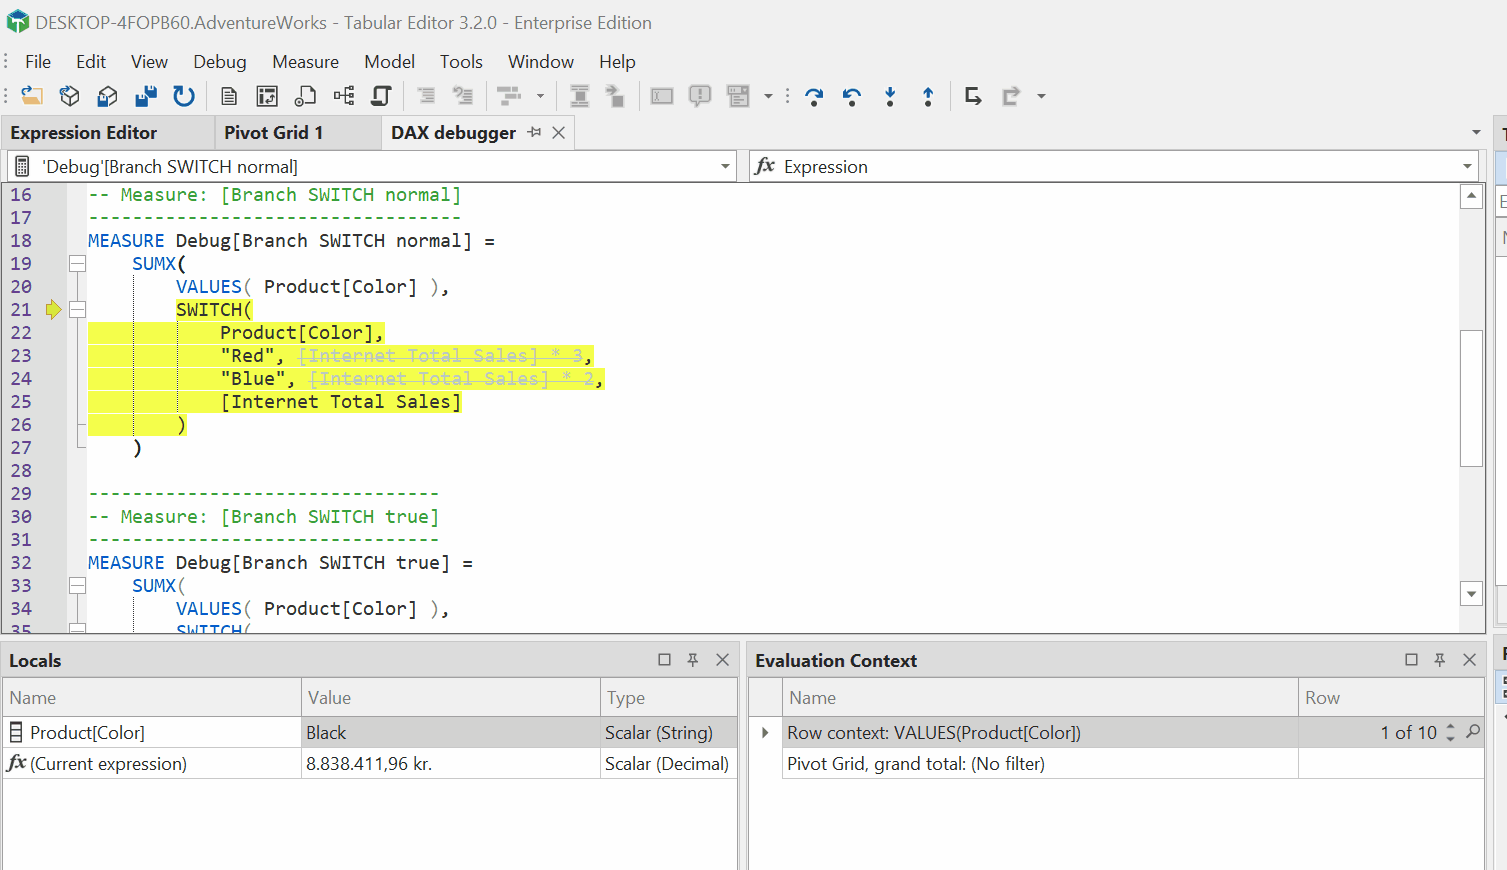 DESKTOP-4FOPB60.AdventureWorks - Tabular Editor 3.2.0 - Enterprise Edition
File Edit View Debug Measure Model Tools Window Help
Expression Editor Pivot Grid 1 DAX debugger
'Debug'[Branch SWITCH normal] fx Expression
16 -- Measure: [Branch SWITCH normal]
17 ----------------------------------
18 MEASURE Debug[Branch SWITCH normal] =
19 SUMX(
20 VALUES( Product[Color] ),
21 SWITCH(
22 Product[Color],
23 "Red", [Internet Total Sales] * 3,
24 "Blue", [Internet Total Sales] * 2,
25 [Internet Total Sales]
26 )
27 )
28
29 --------------------------------
30 -- Measure: [Branch SWITCH true]
31 --------------------------------
32 MEASURE Debug[Branch SWITCH true] =
33 SUMX(
34 VALUES( Product[Color] ),
35 SWITCH(
Locals
Name Value Type
Product[Color] Black Scalar (String)
fx (Current expression) 8.838.411,96 kr. Scalar (Decimal)
Evaluation Context
Name Row
Row context: VALUES(Product[Color]) 1 of 10
Pivot Grid, grand total: (No filter)